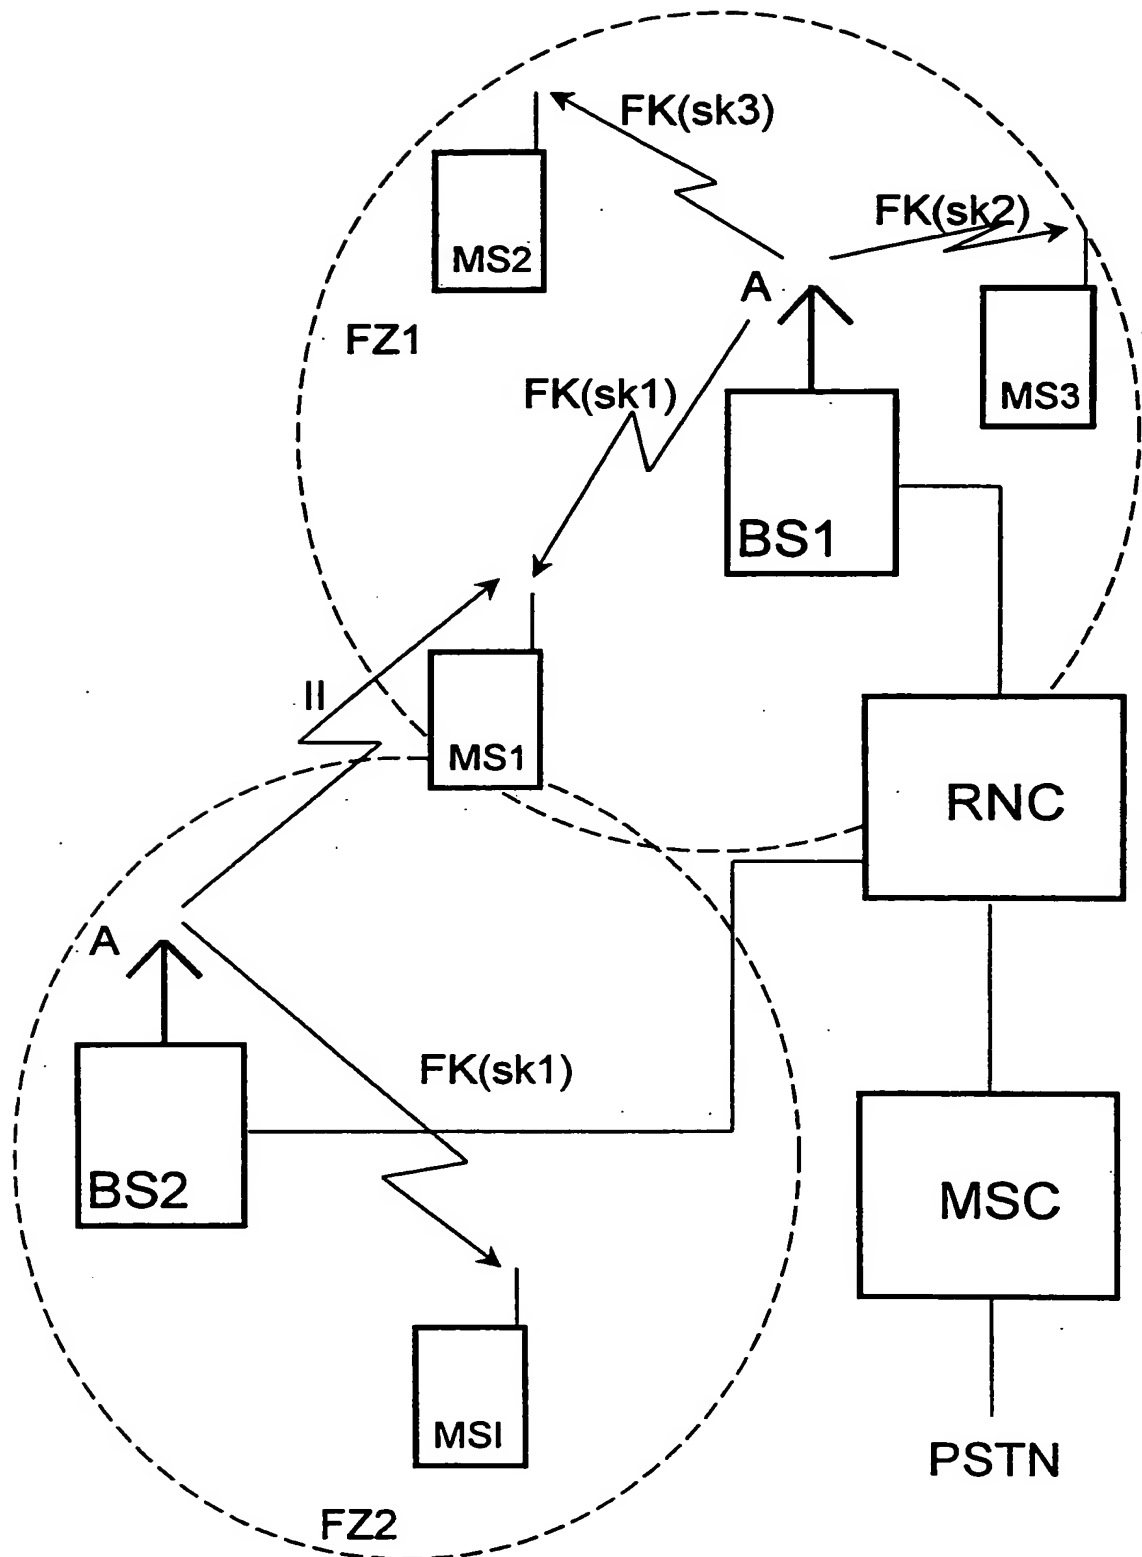 FK(sk3)
FK(sk2)
MS2
A
FZ1
FK(sk1)
MS3
BS1
II
MS1
RNC
A
FK(sk1)
BS2
MSC
MSI
PSTN
FZ2